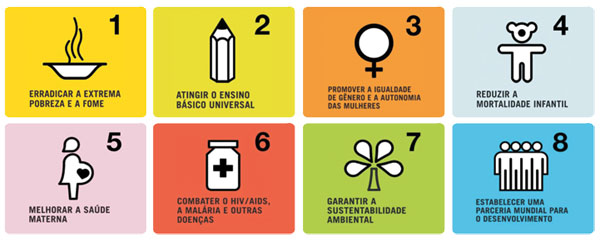 1
ERRADICAR A EXTREMA
POBREZA E A FOME
2
ATINGIR O ENSINO
BÁSICO UNIVERSAL
3
PROMOVER A IGUALDADE
DE GÊNERO E A AUTONOMIA
DAS MULHERES
4
REDUZIR A
MORTALIDADE INFANTIL
5
MELHORAR A SAÚDE
MATERNA
6
COMBATER O HIV/AIDS,
A MALÁRIA E OUTRAS
DOENÇAS
7
GARANTIR A
SUSTENTABILIDADE
AMBIENTAL
8
ESTABELECER UMA
PARCERIA MUNDIAL PARA
O DESENVOLVIMENTO